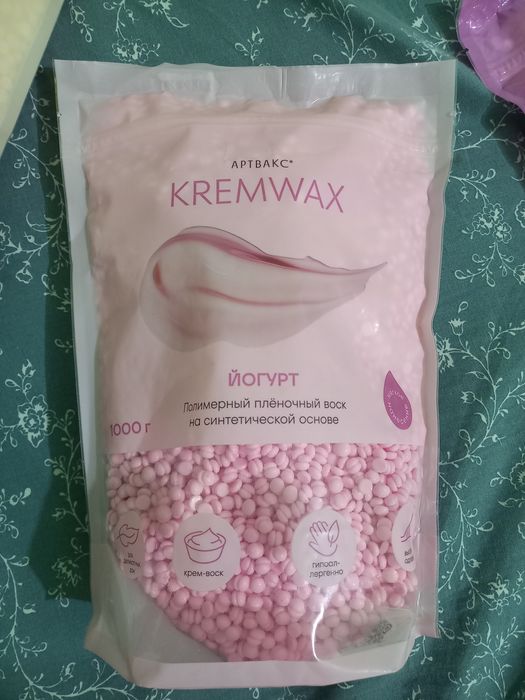 АРТВАКС®
KREMWAX
ЙОГУРТ
Полимерный плёночный воск
на синтетической основе
1000 г
крем-воск
гипоал-
лергенно